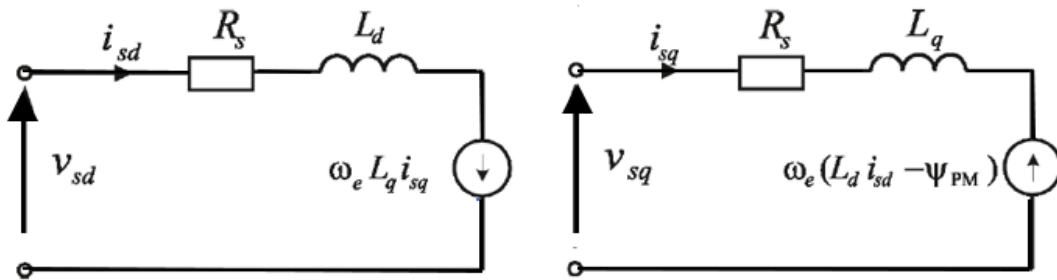 i_sd R_s L_d
v_sd
ω_e L_q i_sq
i_sq R_s L_q
v_sq
ω_e (L_d i_sd − ψ_PM)